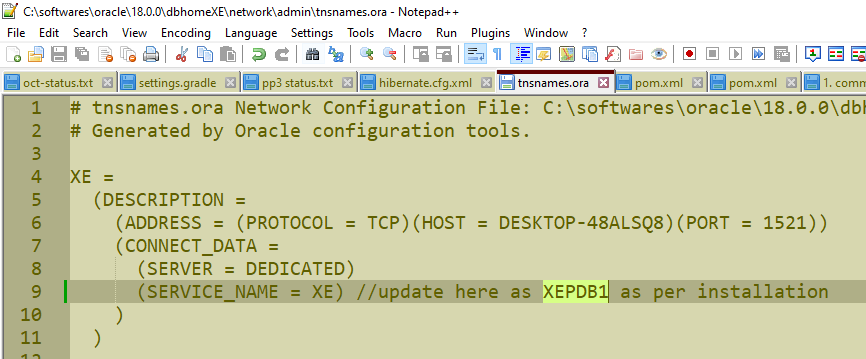 C:\softwares\oracle\18.0.0\dbhomeXE\network\admin\tnsnames.ora - Notepad++
File Edit Search View Encoding Language Settings Tools Macro Run Plugins Window ?
oct-status.txt settings.gradle pp3 status.txt hibernate.cfg.xml tnsnames.ora pom.xml pom.xml 1. comm
1 # tnsnames.ora Network Configuration File: C:\softwares\oracle\18.0.0\dbh
2 # Generated by Oracle configuration tools.
3
4 XE =
5 (DESCRIPTION =
6 (ADDRESS = (PROTOCOL = TCP)(HOST = DESKTOP-48ALSQ8)(PORT = 1521))
7 (CONNECT_DATA =
8 (SERVER = DEDICATED)
9 (SERVICE_NAME = XE) //update here as XEPDB1 as per installation
10 )
11 )